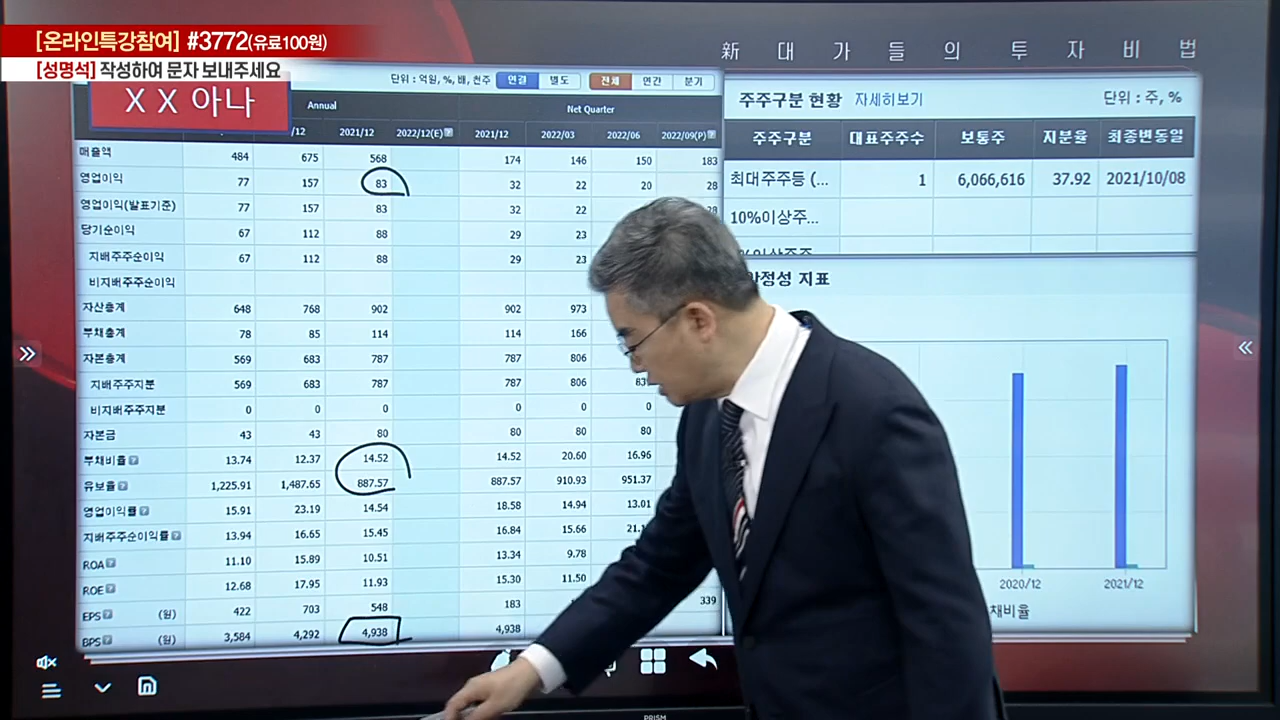 [온라인특강참여] #3772(유료100원)
[성명석] 작성하여 문자 보내주세요
新 대 가 들 의 투 자 비 법
X X 아나
단위 : 억원, %, 배, 천주 연결 별도 전체 연간 분기
Annual Net Quarter
/12 2021/12 2022/12(E) 2021/12 2022/03 2022/06 2022/09(P)
매출액 484 675 568 174 146 150 183
영업이익 77 157 83 32 22 20 28
영업이익(발표기준) 77 157 83 32 22 28
당기순이익 67 112 88 29 23
지배주주순이익 67 112 88 29 23
비지배주주순이익
자산총계 648 768 902 902 973
부채총계 78 85 114 114 166
자본총계 569 683 787 787 806
지배주주지분 569 683 787 787 806
비지배주주지분 0 0 0 0 0 0
자본금 43 43 80 80 80 80
부채비율 13.74 12.37 14.52 14.52 20.60 16.96
유보율 1,225.91 1,487.65 887.57 887.57 910.93 951.37
영업이익률 15.91 23.19 14.54 18.58 14.94 13.01
지배주주순이익률 13.94 16.65 15.45 16.84 15.66
ROA 11.10 15.89 10.51 13.34 9.78
ROE 12.68 17.95 11.93 15.30 11.50
EPS (원) 422 703 548 183 339
BPS (원) 3,584 4,292 4,938 4,938
주주구분 현황 자세히보기 단위 : 주, %
주주구분 대표주주수 보통주 지분율 최종변동일
최대주주등 (... 1 6,066,616 37.92 2021/10/08
10%이상주...
정성 지표
2020/12 2021/12
채비율
PRISM